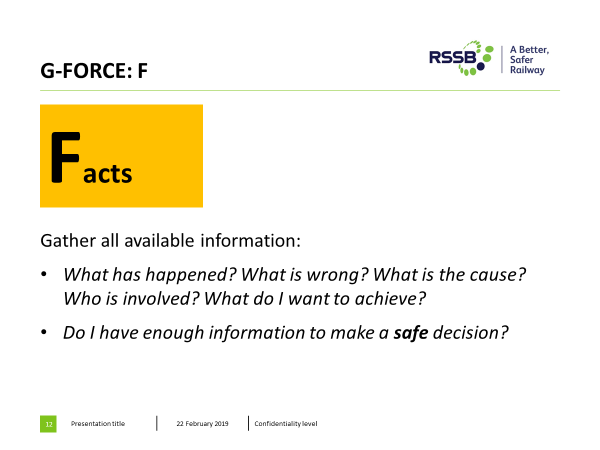 G-FORCE: F
RSSB
A Better,
Safer
Railway
Facts
Gather all available information:
• What has happened? What is wrong? What is the cause?
Who is involved? What do I want to achieve?
• Do I have enough information to make a safe decision?
12 Presentation title 22 February 2019 Confidentiality level